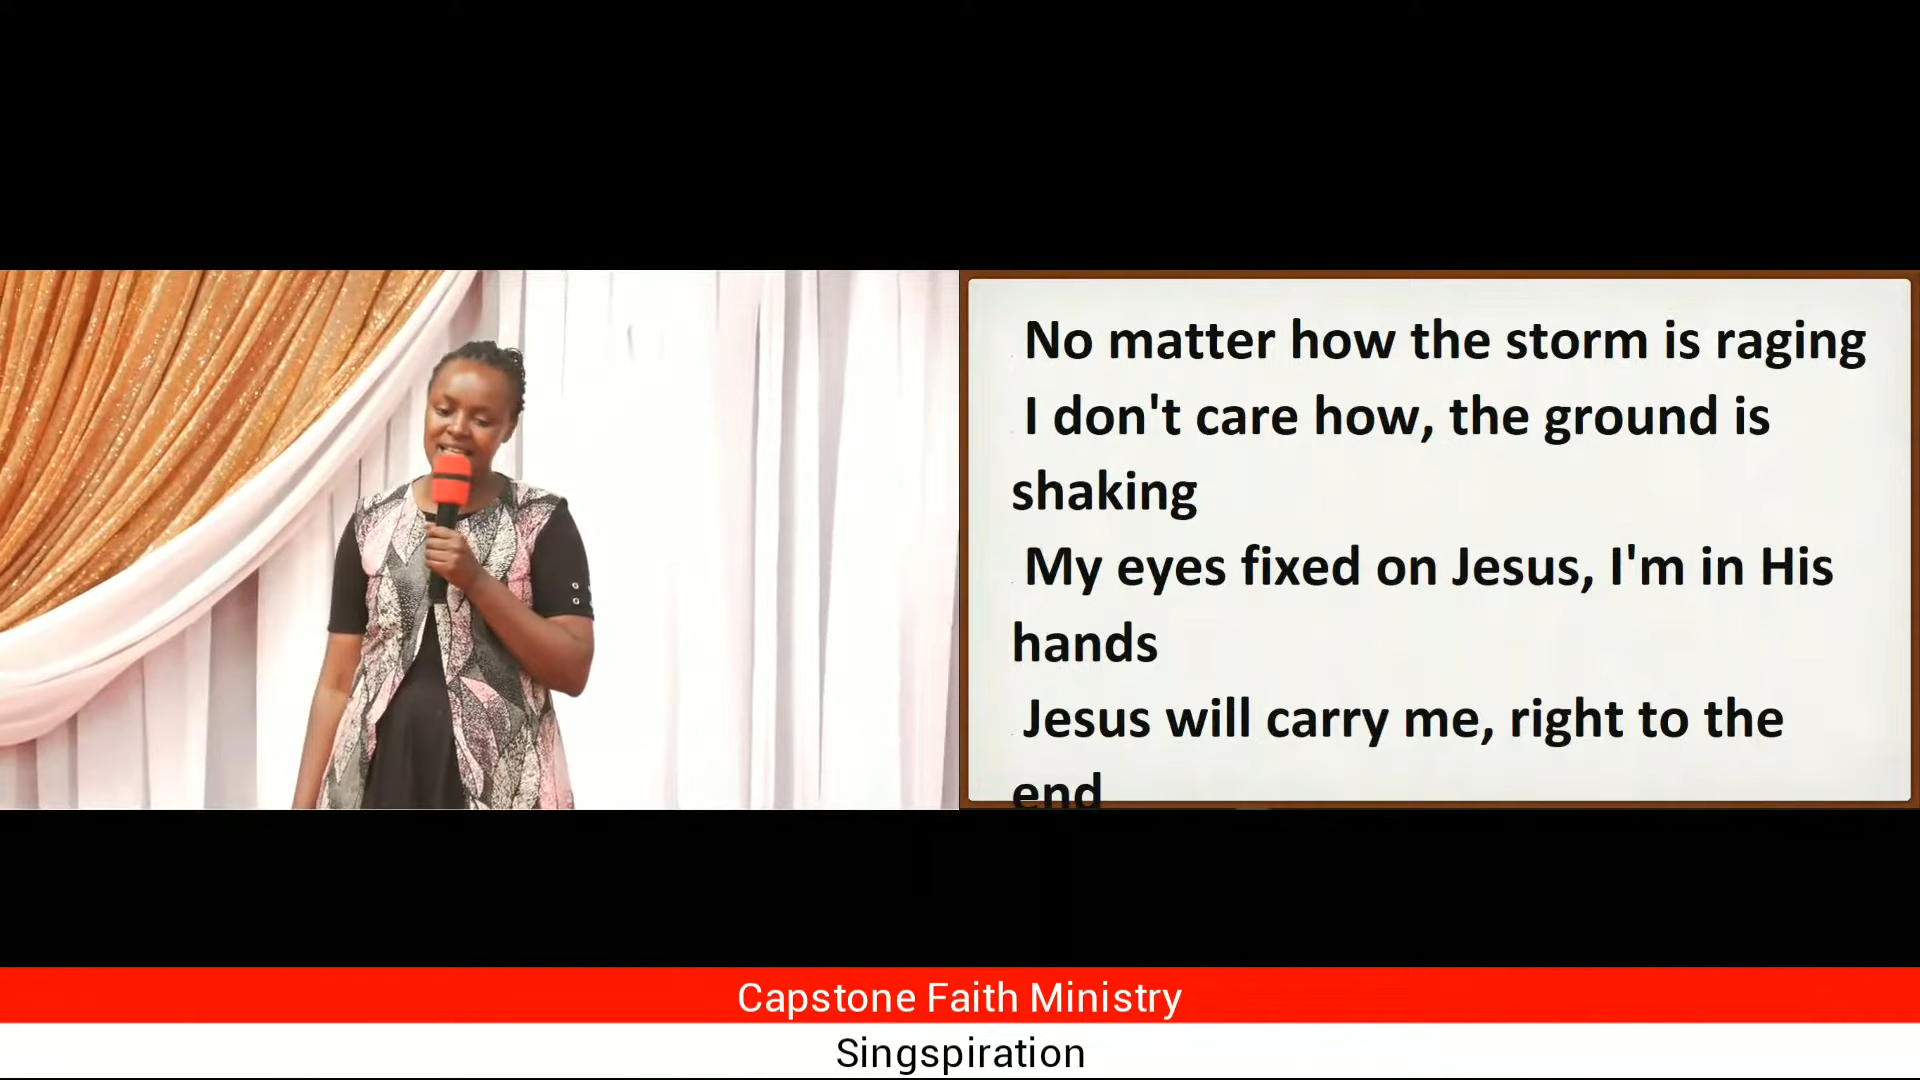 No matter how the storm is raging
I don't care how, the ground is
shaking
My eyes fixed on Jesus, I'm in His
hands
Jesus will carry me, right to the
end
Capstone Faith Ministry
Singspiration